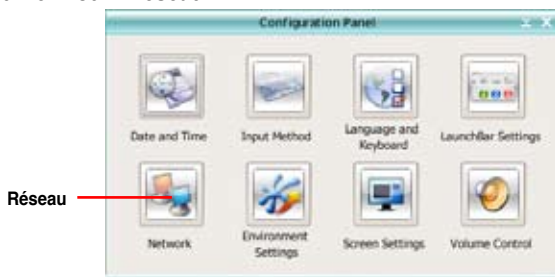 Configuration Panel
Date and Time
Input Method
Language and
Keyboard
LaunchBar Settings
Réseau
Network
Environment
Settings
Screen Settings
Volume Control